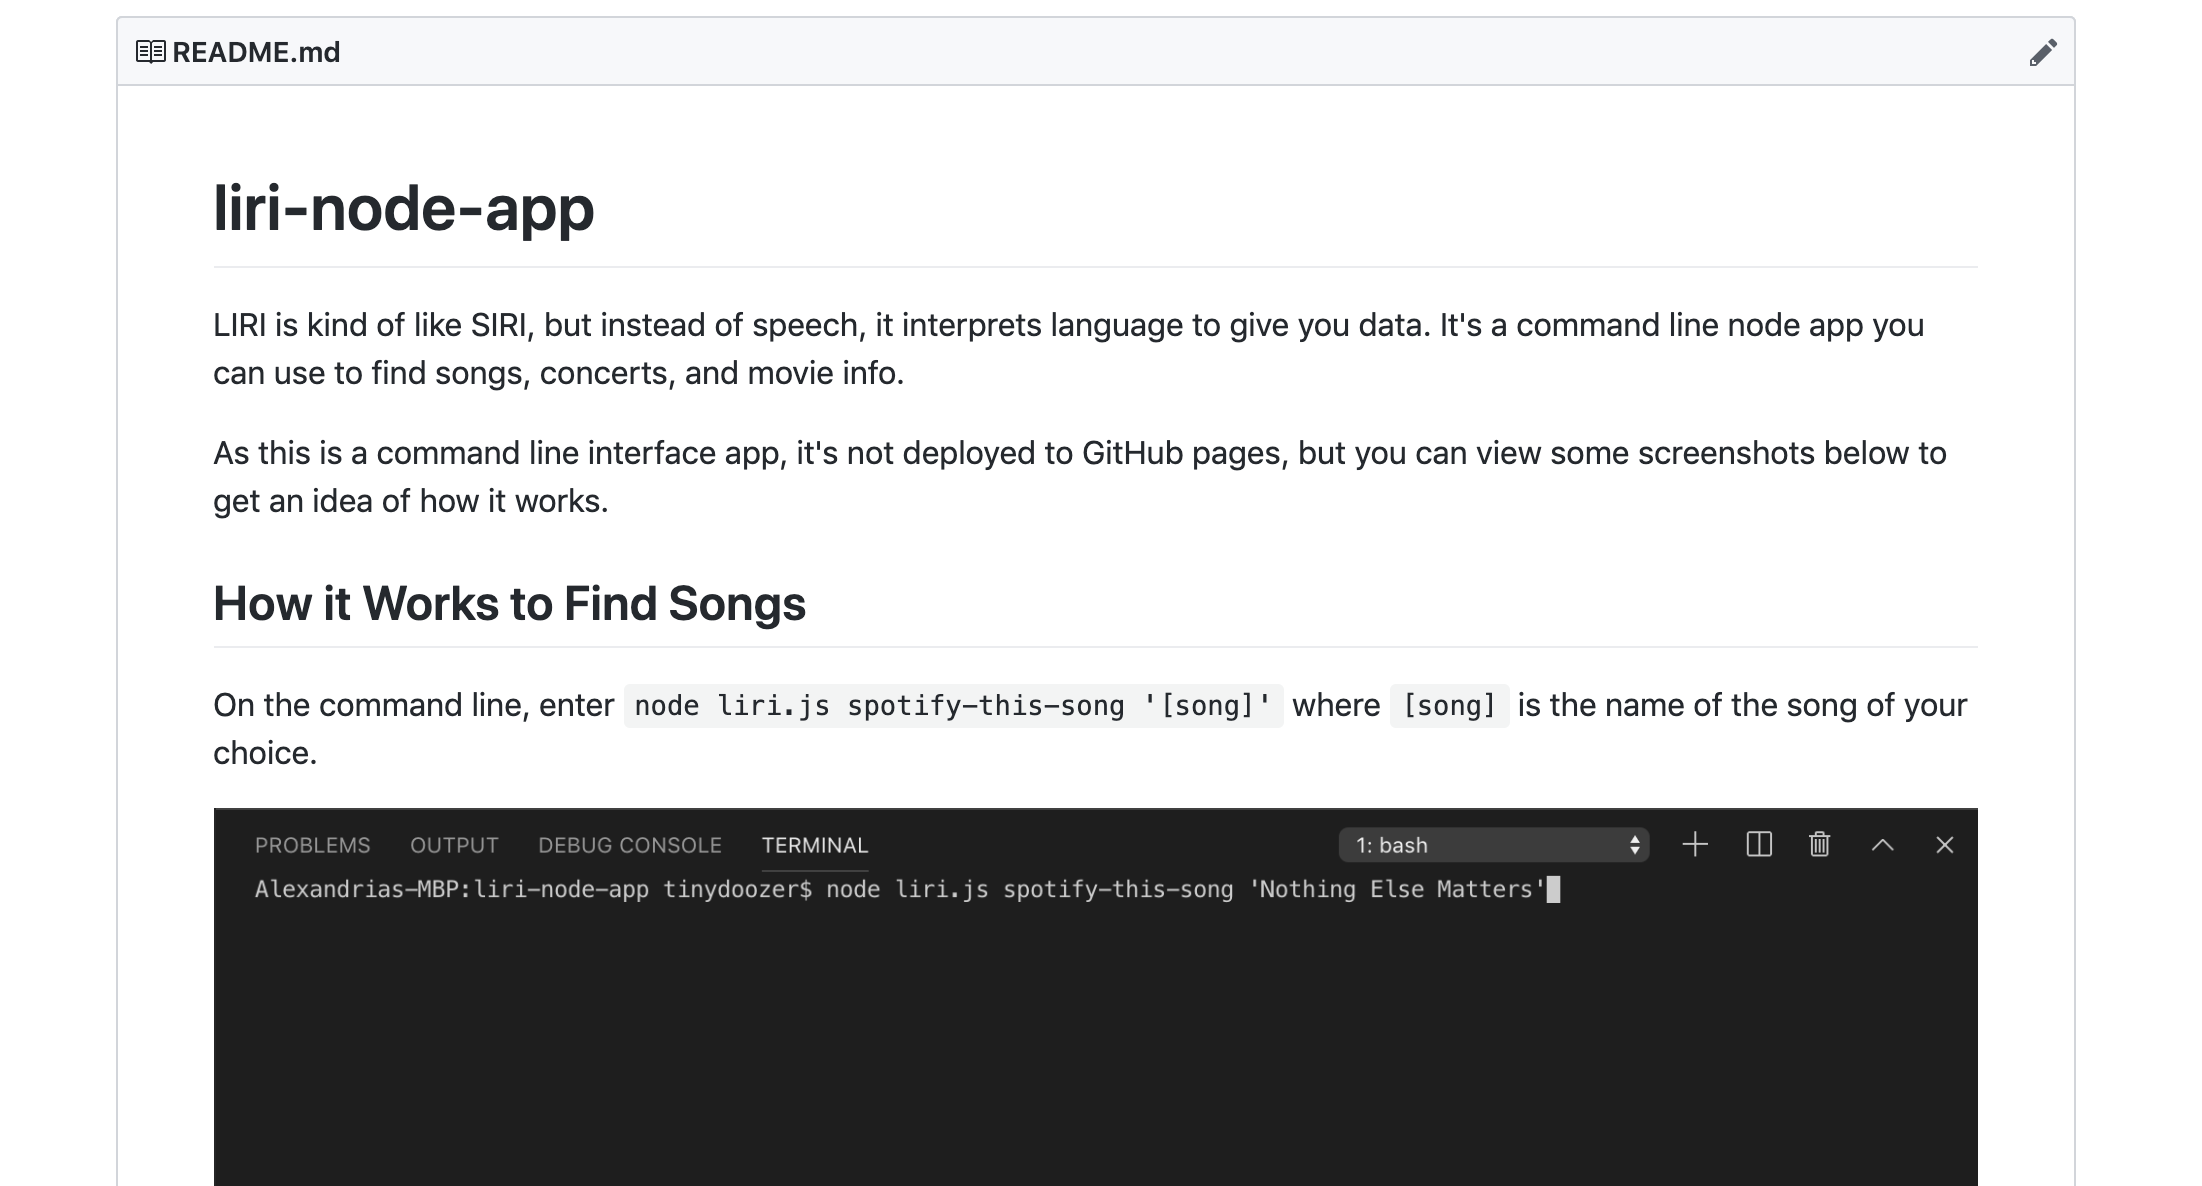 README.md
liri-node-app
LIRI is kind of like SIRI, but instead of speech, it interprets language to give you data. It's a command line node app you
can use to find songs, concerts, and movie info.
As this is a command line interface app, it's not deployed to GitHub pages, but you can view some screenshots below to
get an idea of how it works.
How it Works to Find Songs
On the command line, enter node liri.js spotify-this-song '[song]' where [song] is the name of the song of your
choice.
PROBLEMS OUTPUT DEBUG CONSOLE TERMINAL 1: bash
Alexandrias-MBP:liri-node-app tinydoozer$ node liri.js spotify-this-song 'Nothing Else Matters'